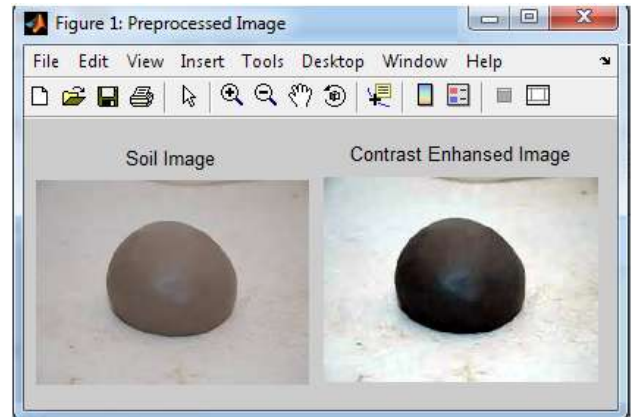 Figure 1: Preprocessed Image
File Edit View Insert Tools Desktop Window Help
Soil Image
Contrast Enhansed Image